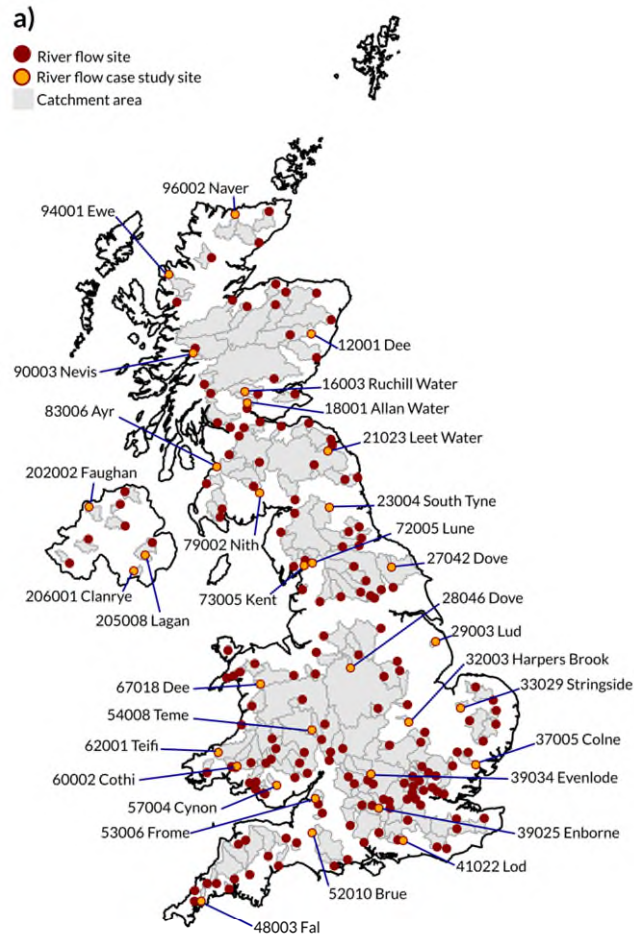 a)
River flow site
River flow case study site
Catchment area
96002 Naver
94001 Ewe
12001 Dee
90003 Nevis
16003 Ruchill Water
83006 Ayr
18001 Allan Water
21023 Leet Water
202002 Faughan
23004 South Tyne
72005 Lune
79002 Nith
27042 Dove
73005 Kent
206001 Clanrye
28046 Dove
205008 Lagan
29003 Lud
32003 Harpers Brook
67018 Dee
33029 Stringside
54008 Teme
62001 Teifi
37005 Colne
60002 Cothi
39034 Evenlode
57004 Cynon
53006 Frome
39025 Enborne
41022 Lod
52010 Brue
48003 Fal